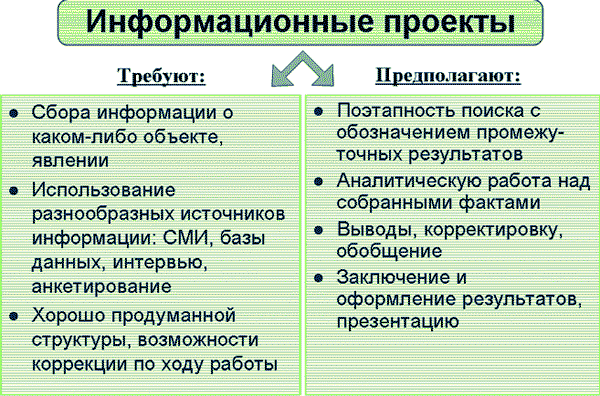 Информационные проекты
Требуют:
Сбора информации о
каком-либо объекте,
явлении
Использование
разнообразных источников
информации: СМИ, базы
данных, интервью,
анкетирование
Хорошо продуманной
структуры, возможности
коррекции по ходу работы
Предполагают:
Поэтапность поиска с
обозначением промежу-
точных результатов
Аналитическую работа над
собранными фактами
Выводы, корректировку,
обобщение
Заключение и
оформление результатов,
презентацию